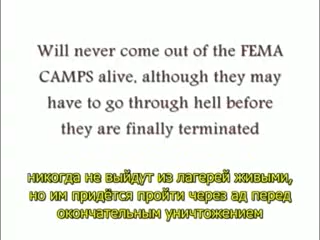 Will never come out of the FEMA
CAMPS alive, although they may
have to go through hell before
they are finally terminated
никогда не выйдут из лагерей живыми,
но им придётся пройти через ад перед
окончательным уничтожением